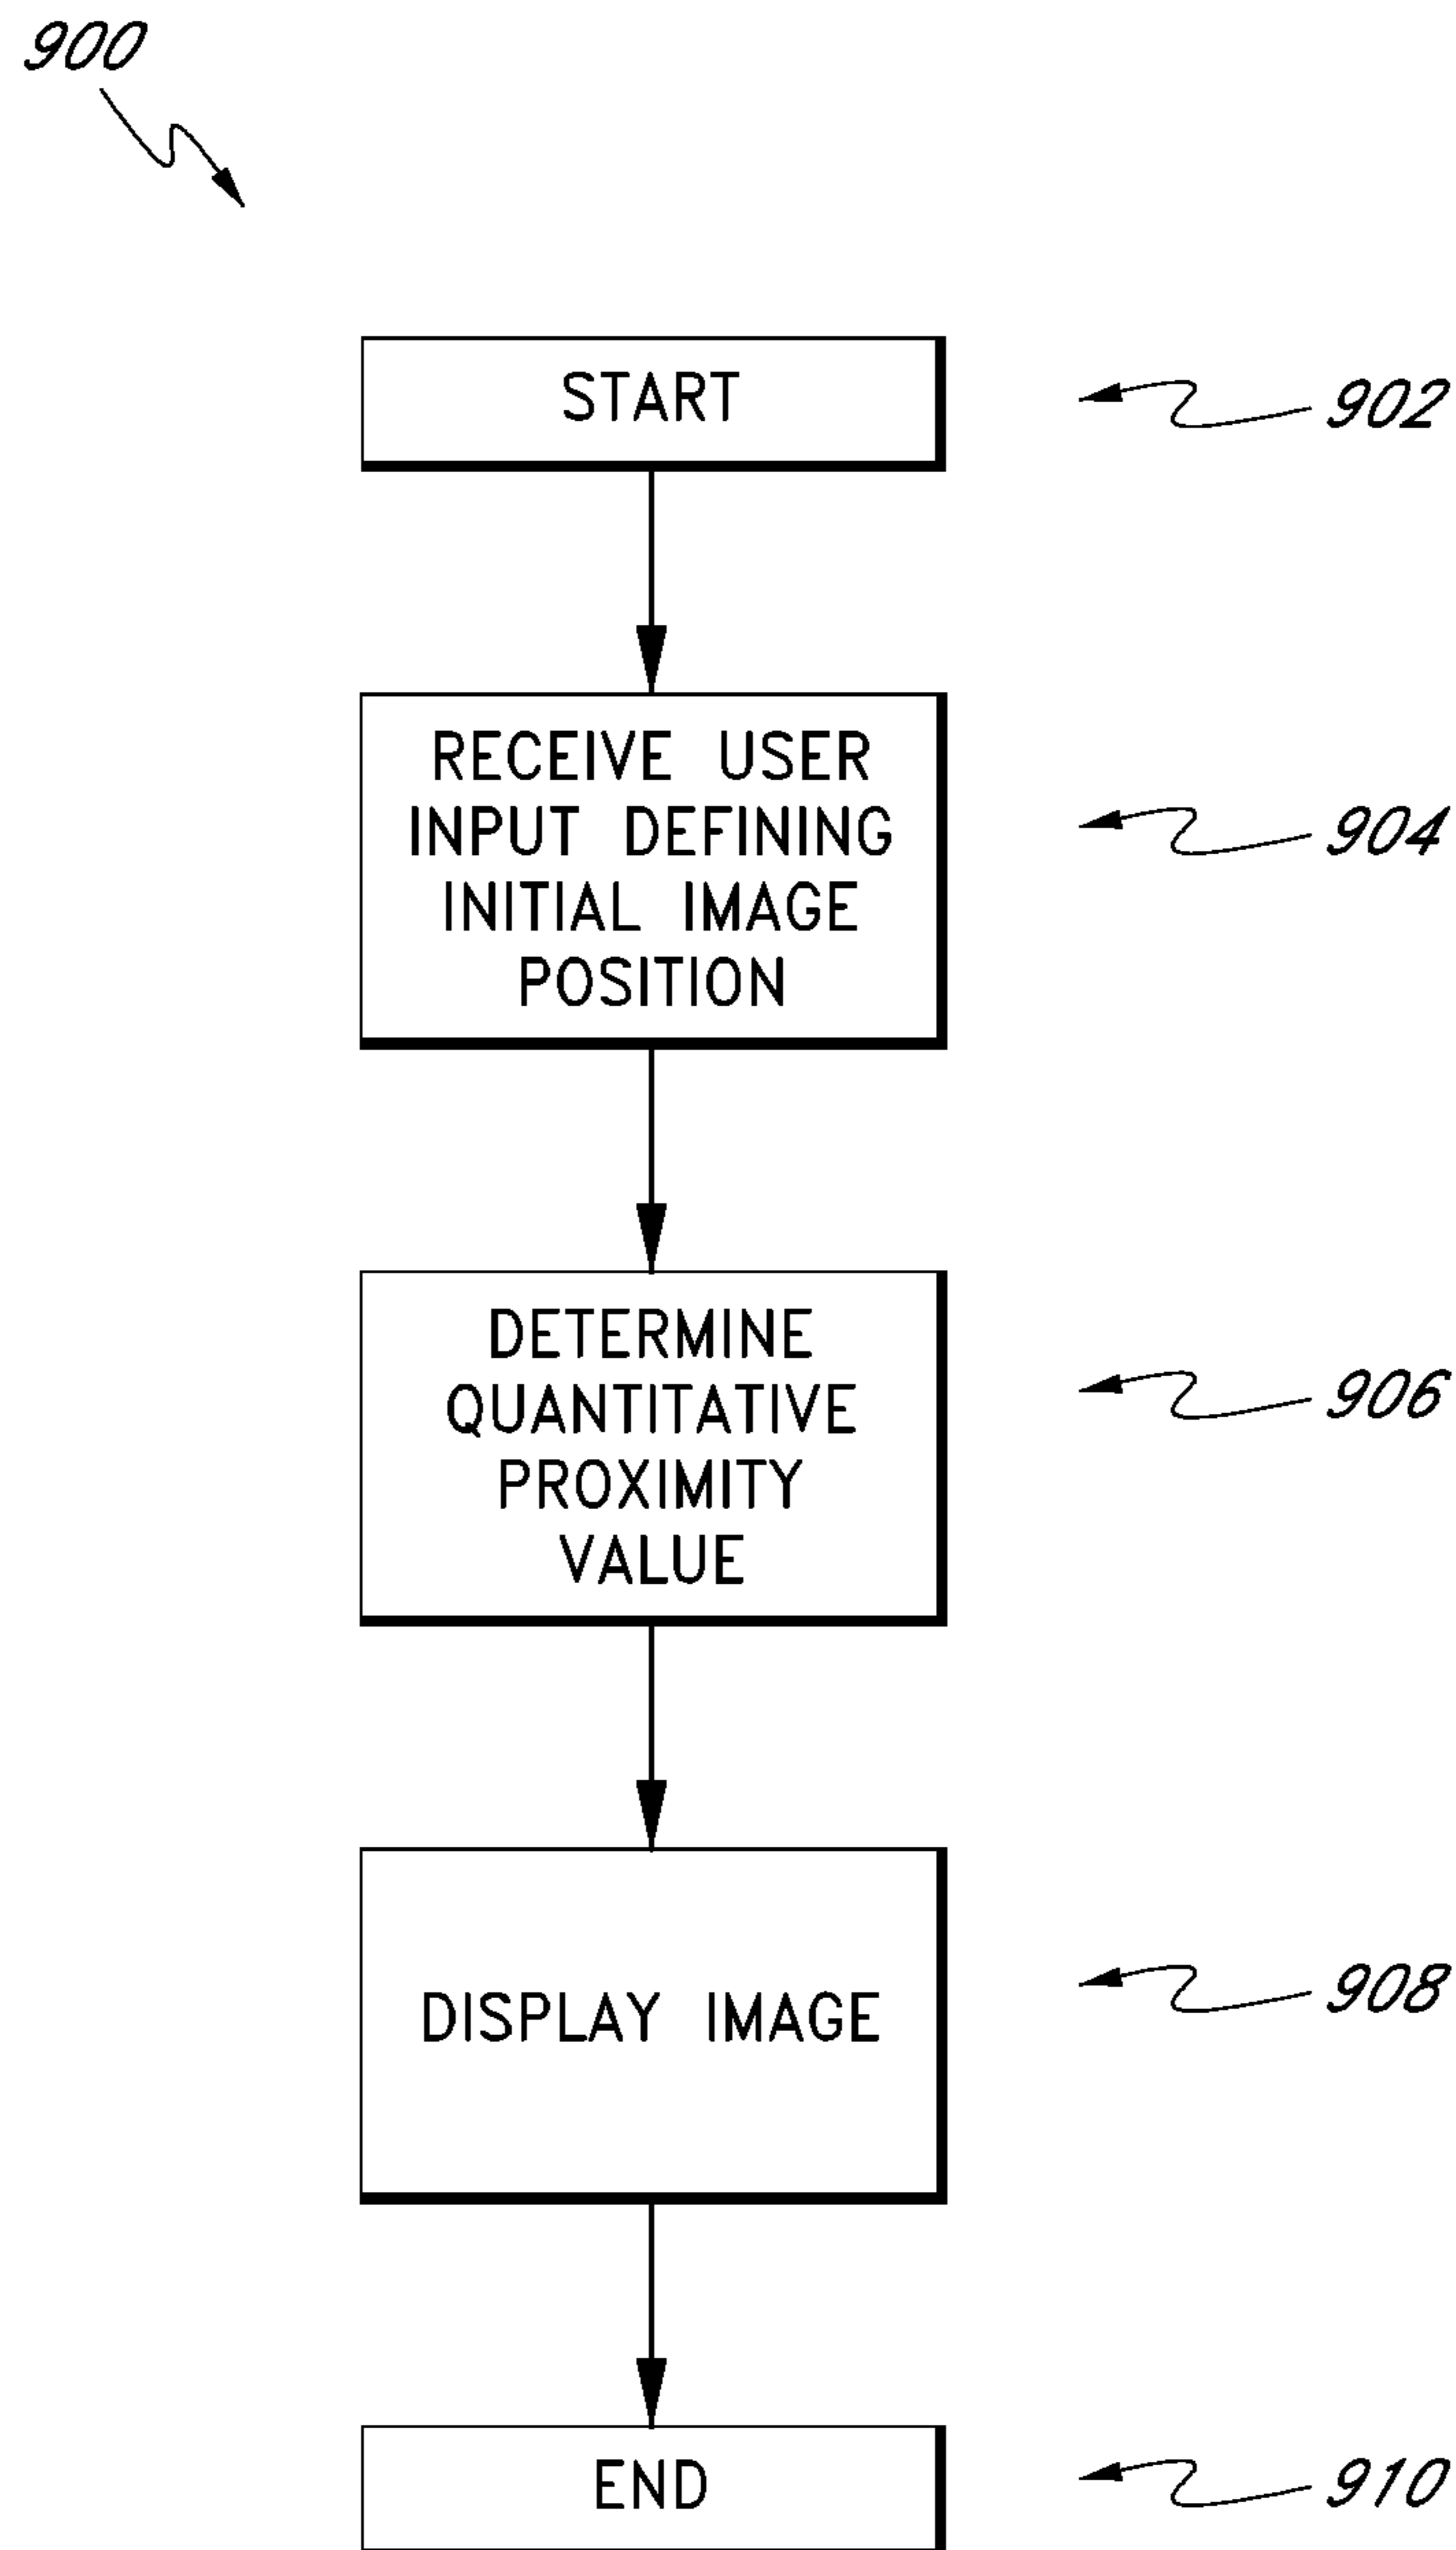 900
START
902
RECEIVE USER
INPUT DEFINING
INITIAL IMAGE
POSITION
904
DETERMINE
QUANTITATIVE
PROXIMITY
VALUE
906
DISPLAY IMAGE
908
END
910